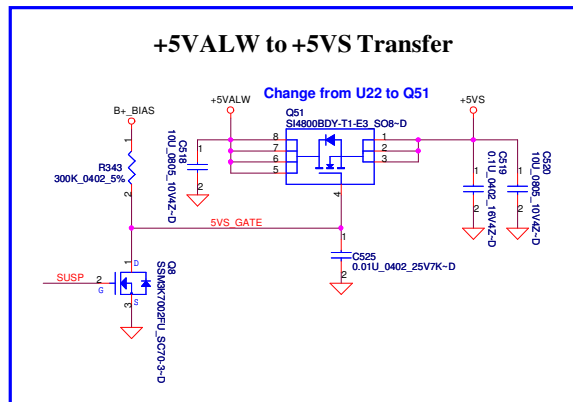 +5VALW to +5VS Transfer
Change from U22 to Q51
+5VALW
+5VS
B+_BIAS
Q51
SI4800BDY-T1-E3_SO8~D
8
7
6
5
1
2
3
4
1
2
C518
10U_0805_10V4Z~D
1
2
C519
0.1U_0402_16V4Z~D
1
2
C520
10U_0805_10V4Z~D
1
R343
300K_0402_5%
2
5VS_GATE
1
C525
0.01U_0402_25V7K~D
2
SUSP
2
G
1
D
3
S
Q8
SSM3K7002FU_SC70-3~D